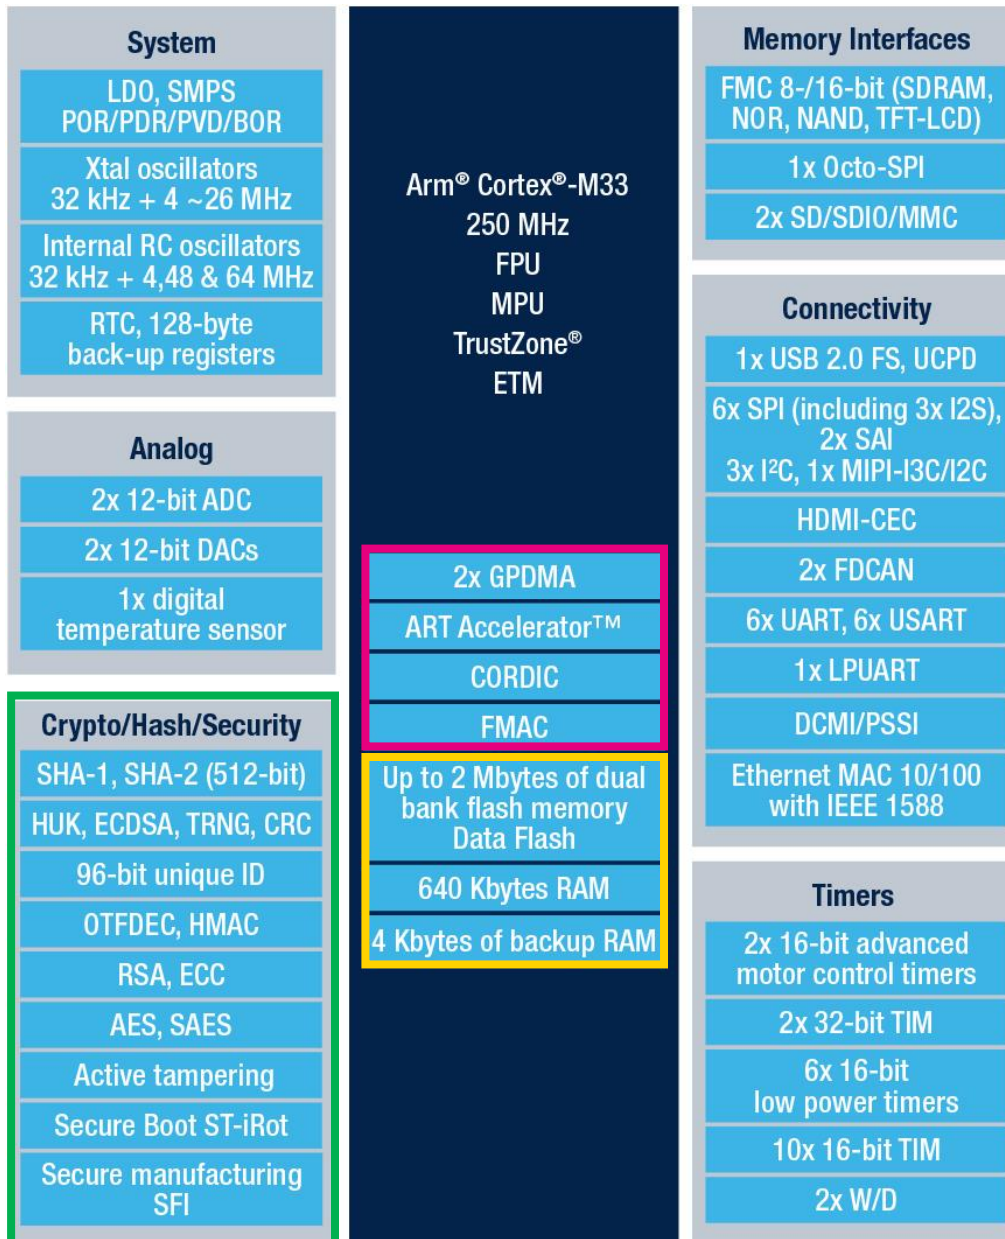 System
LDO, SMPS
POR/PDR/PVD/BOR
Xtal oscillators
32 kHz + 4 ~26 MHz
Internal RC oscillators
32 kHz + 4,48 & 64 MHz
RTC, 128-byte
back-up registers
Analog
2x 12-bit ADC
2x 12-bit DACs
1x digital
temperature sensor
Crypto/Hash/Security
SHA-1, SHA-2 (512-bit)
HUK, ECDSA, TRNG, CRC
96-bit unique ID
OTFDEC, HMAC
RSA, ECC
AES, SAES
Active tampering
Secure Boot ST-iRot
Secure manufacturing
SFI
Arm® Cortex®-M33
250 MHz
FPU
MPU
TrustZone®
ETM
2x GPDMA
ART Accelerator™
CORDIC
FMAC
Up to 2 Mbytes of dual
bank flash memory
Data Flash
640 Kbytes RAM
4 Kbytes of backup RAM
Memory Interfaces
FMC 8-/16-bit (SDRAM,
NOR, NAND, TFT-LCD)
1x Octo-SPI
2x SD/SDIO/MMC
Connectivity
1x USB 2.0 FS, UCPD
6x SPI (including 3x I2S),
2x SAI
3x I²C, 1x MIPI-I3C/I2C
HDMI-CEC
2x FDCAN
6x UART, 6x USART
1x LPUART
DCMI/PSSI
Ethernet MAC 10/100
with IEEE 1588
Timers
2x 16-bit advanced
motor control timers
2x 32-bit TIM
6x 16-bit
low power timers
10x 16-bit TIM
2x W/D